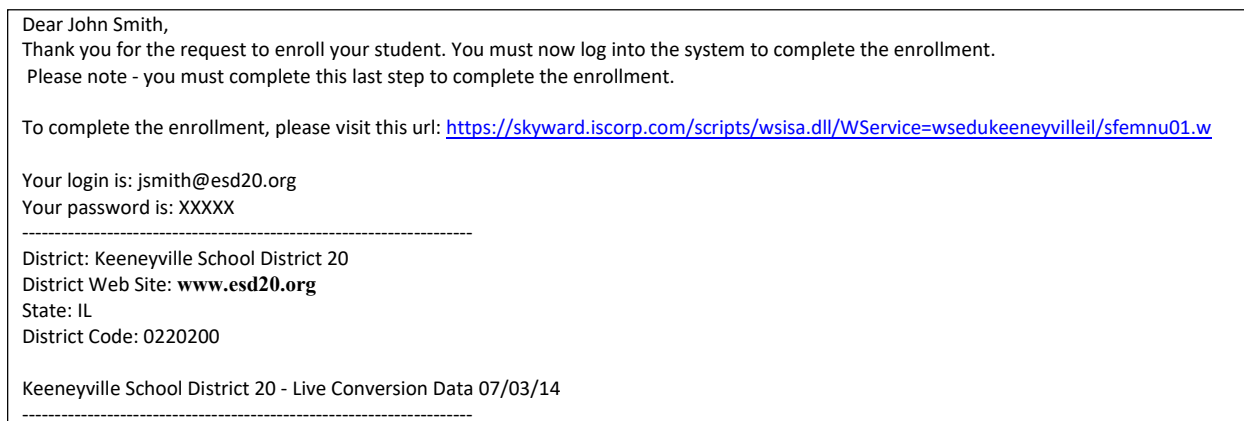 Dear John Smith,
Thank you for the request to enroll your student. You must now log into the system to complete the enrollment.
Please note - you must complete this last step to complete the enrollment.
To complete the enrollment, please visit this url: https://skyward.iscorp.com/scripts/wsisa.dll/WService=wsedukeeneyvilleil/sfemnu01.w
Your login is: jsmith@esd20.org
Your password is: XXXXX
----------------------------------------------------------------------
District: Keeneyville School District 20
District Web Site: www.esd20.org
State: IL
District Code: 0220200
Keeneyville School District 20 - Live Conversion Data 07/03/14
----------------------------------------------------------------------